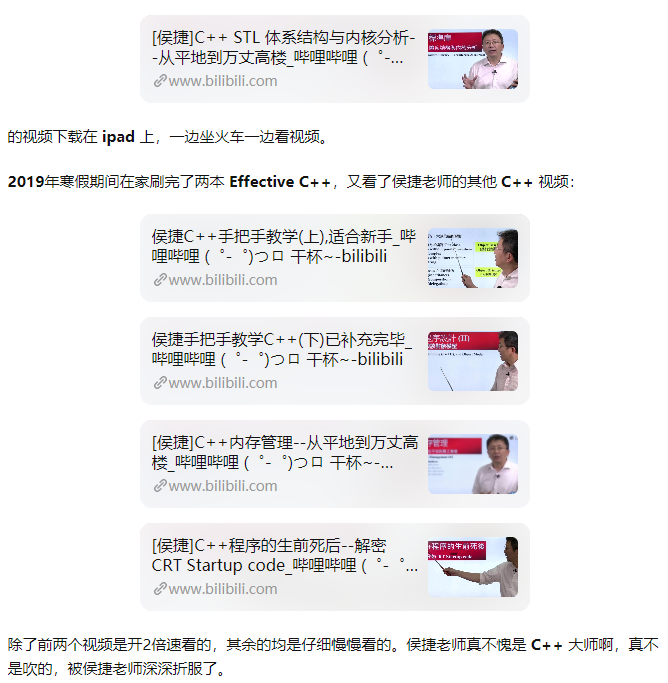 [侯捷]C++ STL 体系结构与内核分析-
-从平地到万丈高楼_哔哩哔哩 (゜-...
www.bilibili.com
的视频下载在 ipad 上，一边坐火车一边看视频。
2019年寒假期间在家刷完了两本 Effective C++，又看了侯捷老师的其他 C++ 视频：
侯捷C++手把手教学(上),适合新手_哔
哩哔哩 (゜-゜)つロ 干杯~-bilibili
www.bilibili.com
侯捷手把手教学C++(下)已补充完毕_
哔哩哔哩 (゜-゜)つロ 干杯~-bilibili
www.bilibili.com
[侯捷]C++内存管理--从平地到万丈高
楼_哔哩哔哩 (゜-゜)つロ 干杯~-...
www.bilibili.com
[侯捷]C++程序的生前死后--解密
CRT Startup code_哔哩哔哩 (゜-゜...
www.bilibili.com
程序的生前死後
除了前两个视频是开2倍速看的，其余的均是仔细慢慢看的。侯捷老师真不愧是 C++ 大师啊，真不
是吹的，被侯捷老师深深折服了。